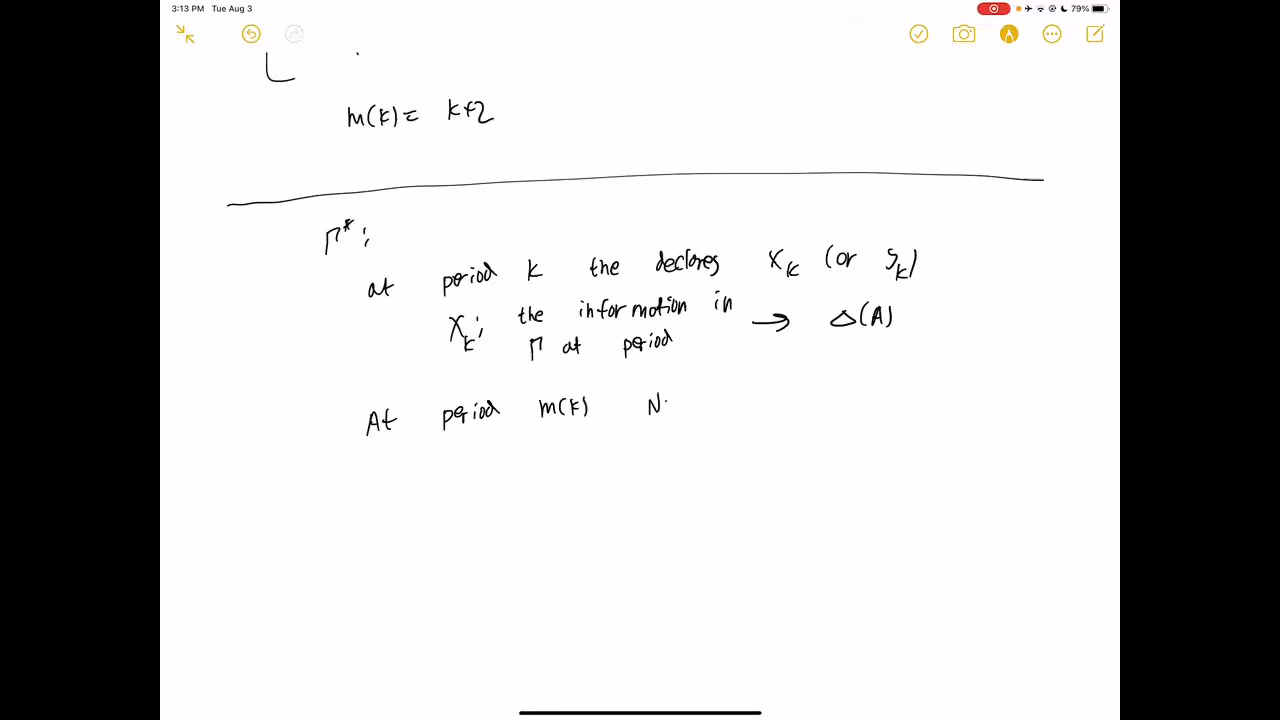 3:13 PM Tue Aug 3
79%
m(k) = k+2
Γ* :
at period k the declares X_k (or S_k)
X_k : the information in → Δ(A)
Γ at period
At period m(k) N